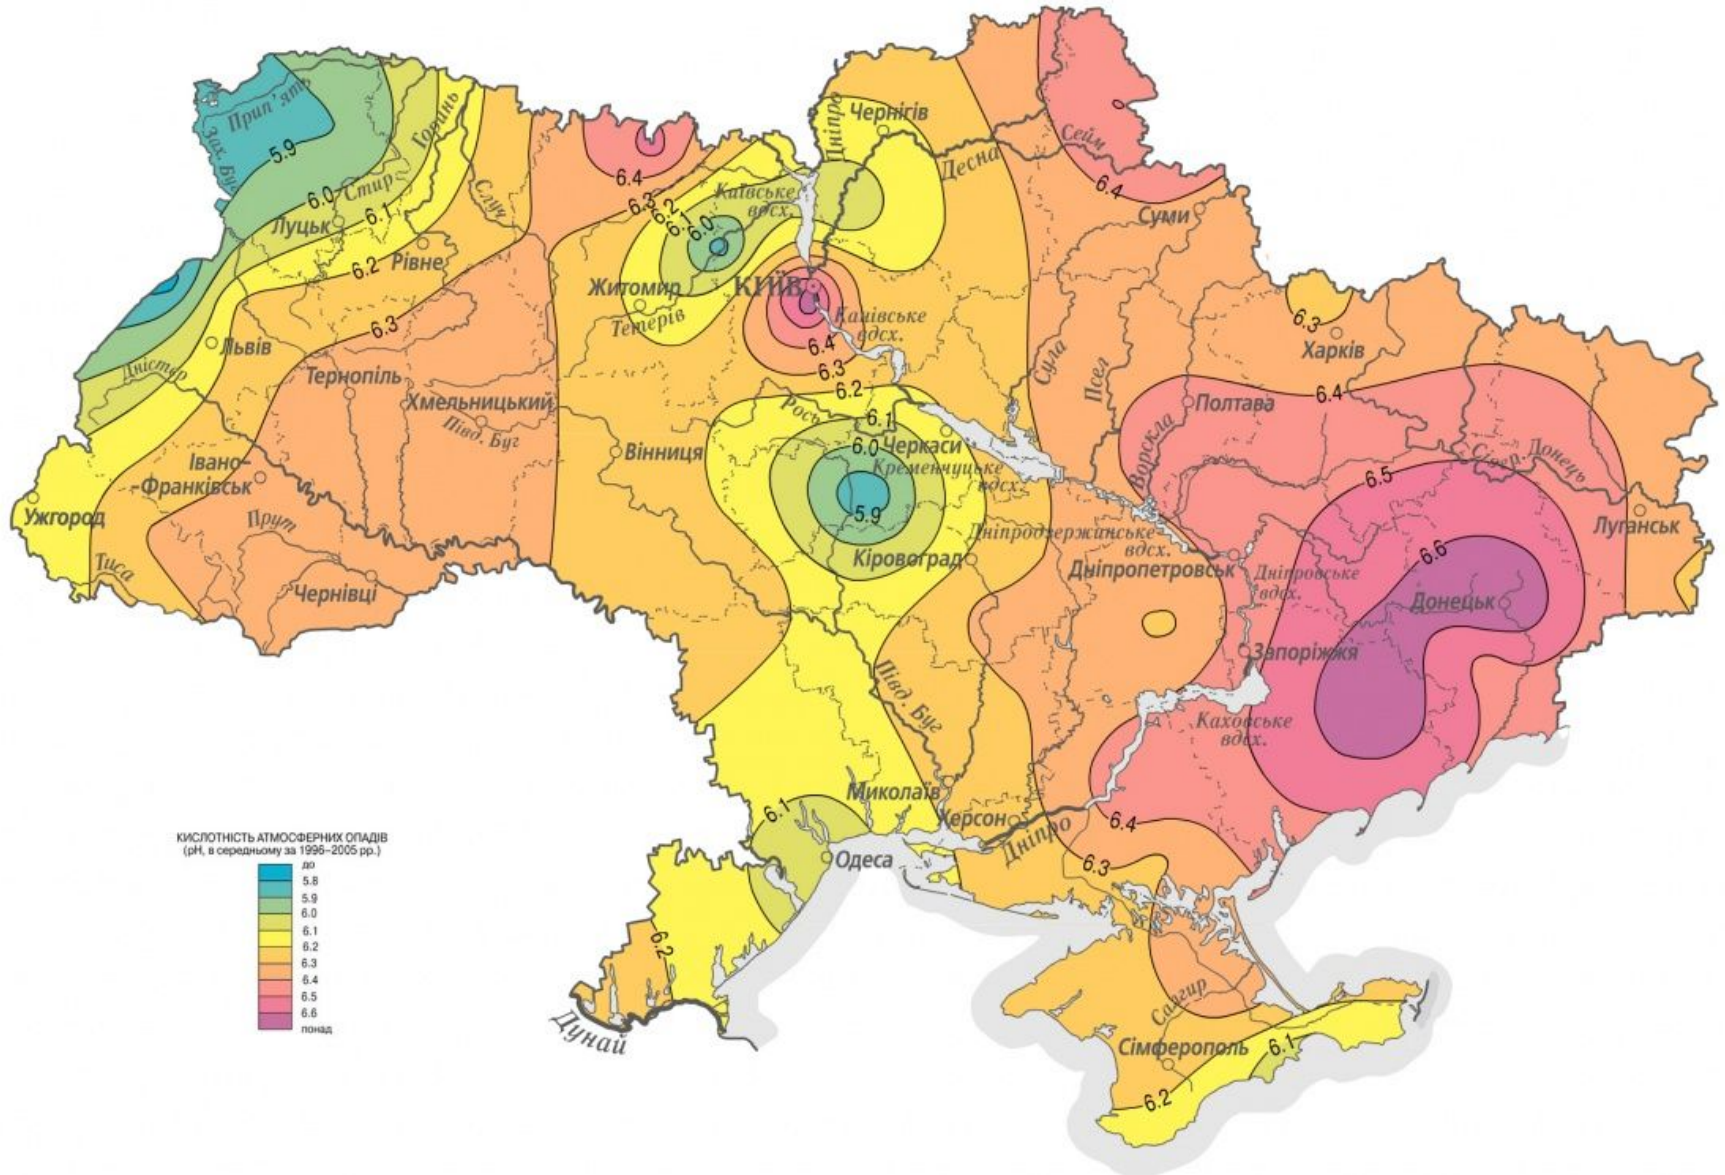 Прип'ять
Зах. Буг
5.9
6.0
Стир
Горинь
Луцьк
6.1
Случ
Рівне
6.2
6.3
Львів
Дністер
Тернопіль
Хмельницький
Півд. Буг
Івано-
-Франківськ
Ужгород
Тиса
Прут
Чернівці
6.4
6.3
6.2
6.1
6.0
Київське
вдсх.
Дніпро
Чернігів
Десна
Сейм
6.4
Суми
Житомир
Тетерів
КИЇВ
Канівське
вдсх.
6.4
6.3
6.2
Рось
6.1
6.0
Черкаси
Кременчуцьке
вдсх.
5.9
Вінниця
Кіровоград
Сула
Псел
Ворскла
6.3
Харків
6.4
Полтава
6.5
Сівер. Донець
Луганськ
6.6
Дніпродзержинське
вдсх.
Дніпропетровськ
Дніпровське
вдсх.
Донецьк
Запоріжжя
Півд. Буг
Каховське
вдсх.
Миколаїв
6.1
Херсон
Дніпро
6.4
6.3
Одеса
6.2
Дунай
Салгир
Сімферополь
6.1
6.2
КИСЛОТНІСТЬ АТМОСФЕРНИХ ОПАДІВ
(pH, в середньому за 1996–2005 рр.)
до
5.8
5.9
6.0
6.1
6.2
6.3
6.4
6.5
6.6
понад